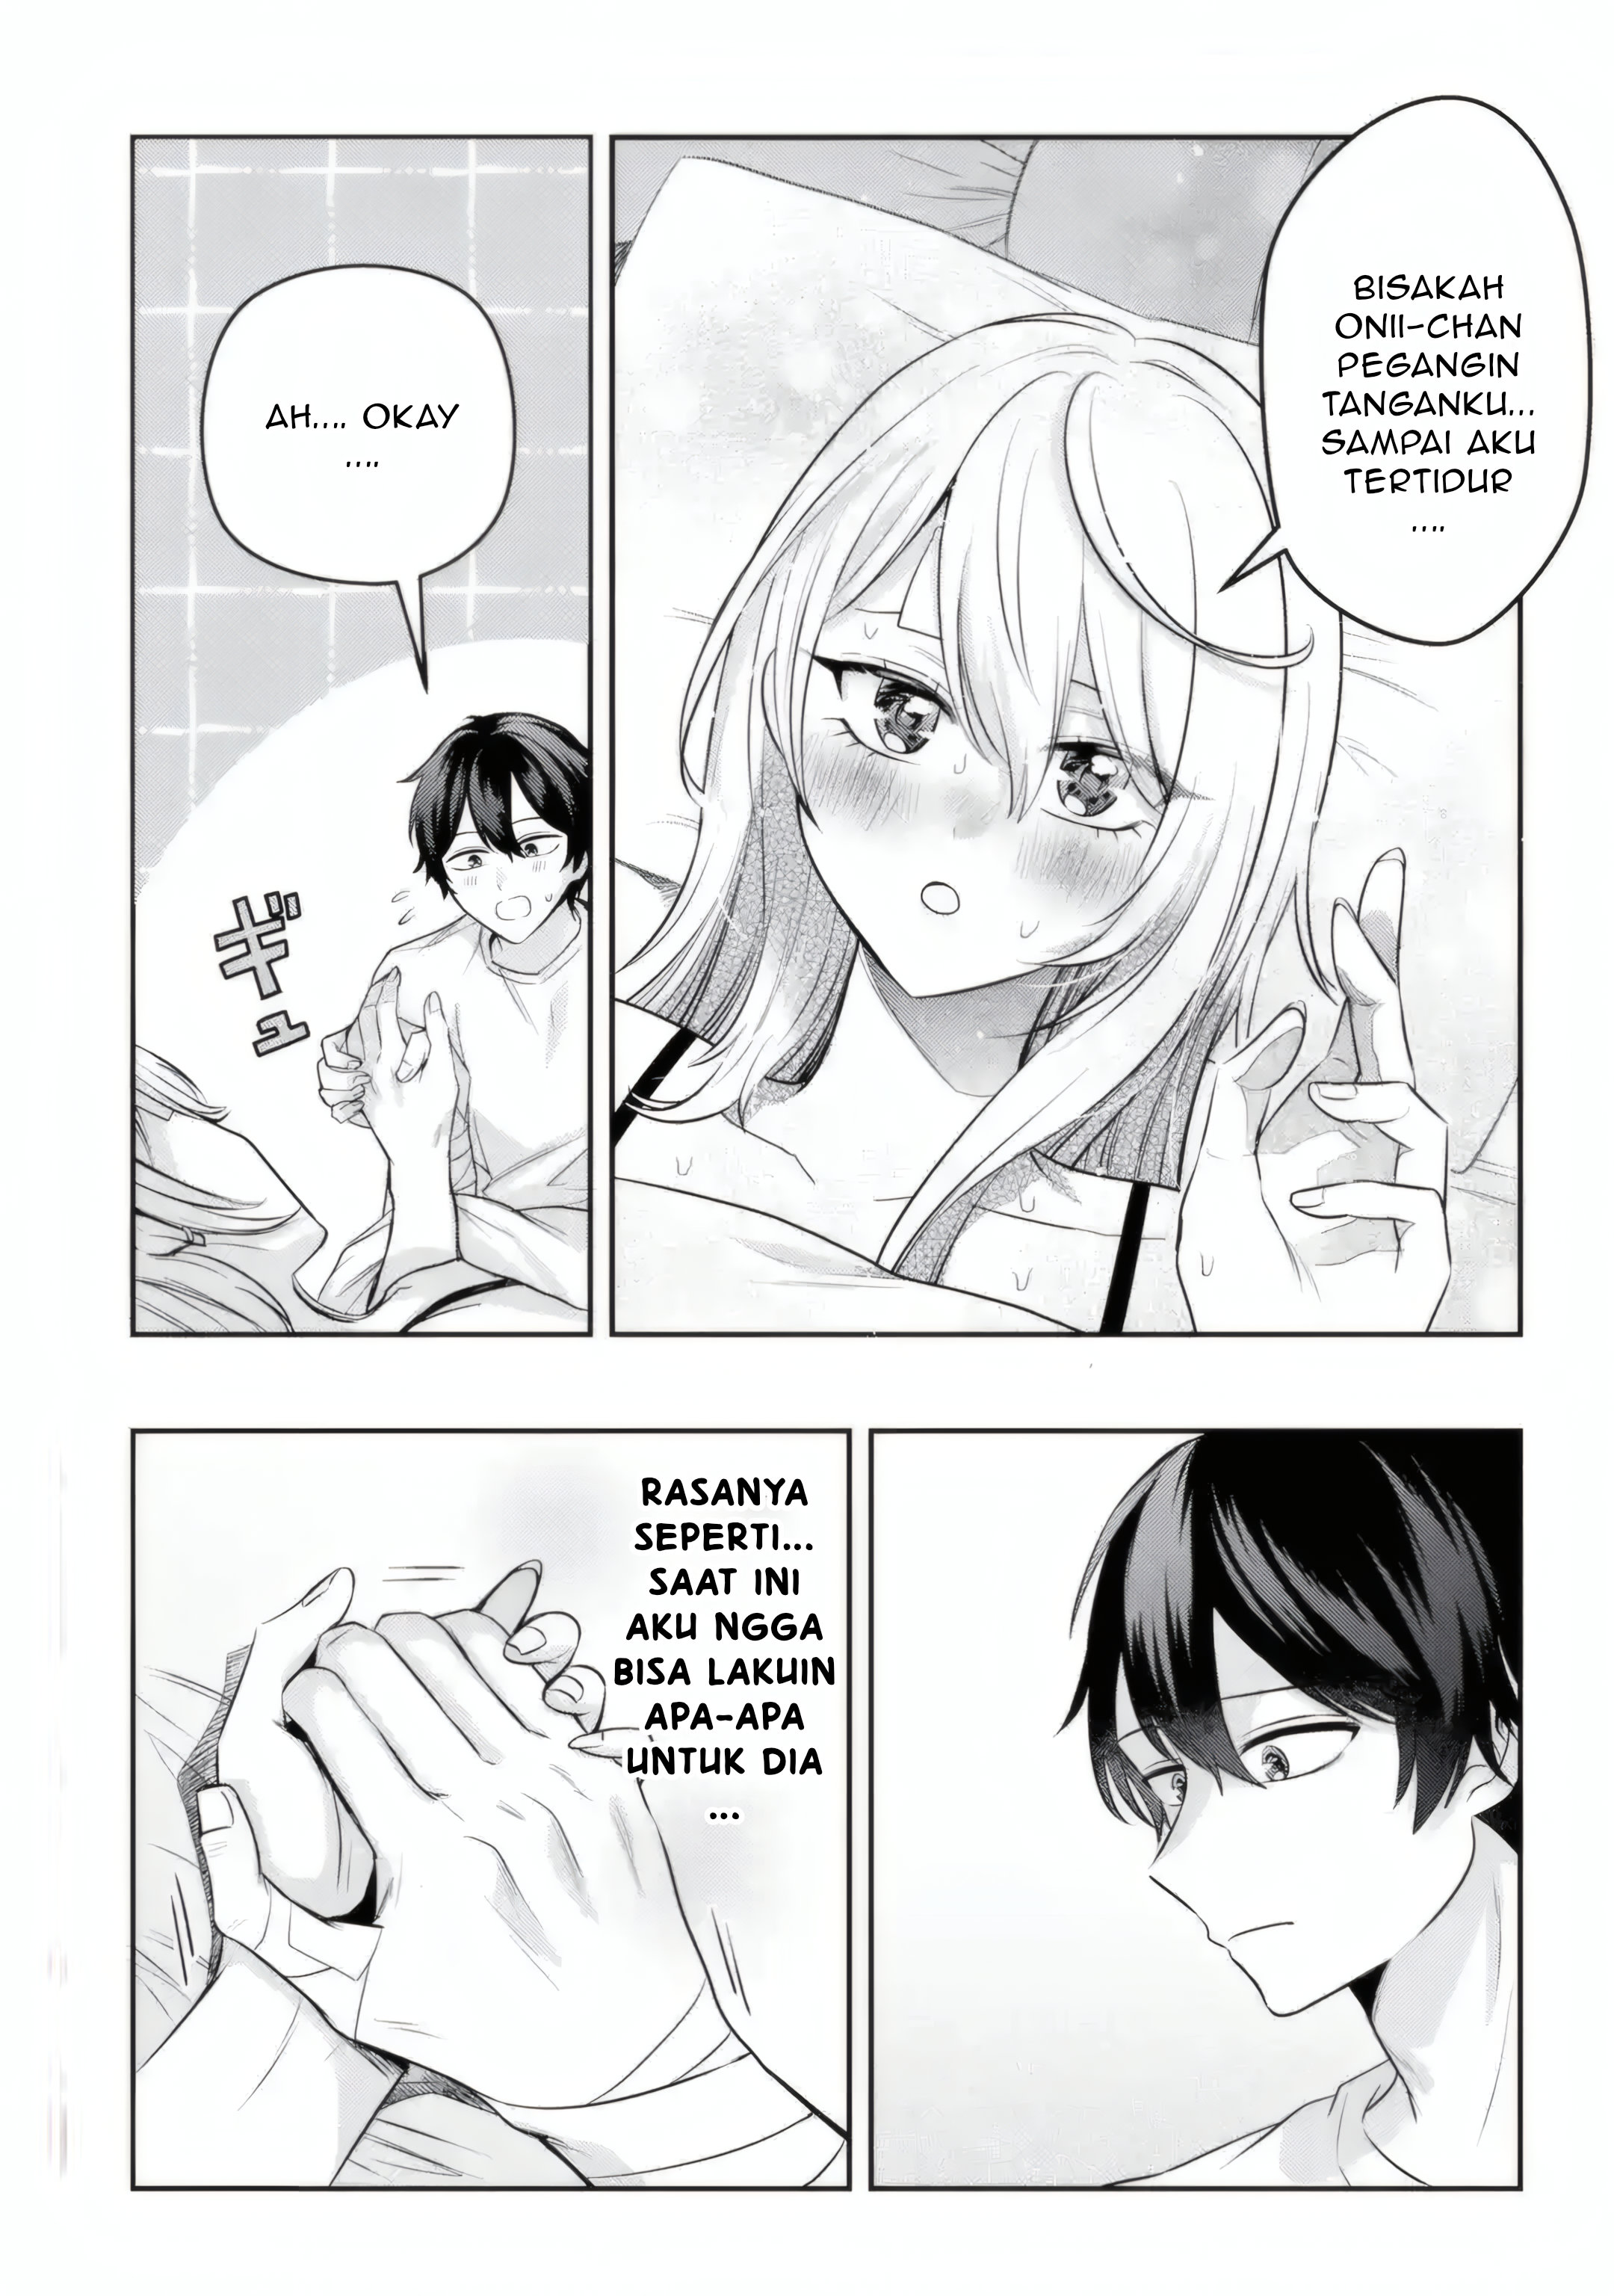 BISAKAH
ONII-CHAN
PEGANGIN
TANGANKU...
SAMPAI AKU
TERTIDUR
....
AH.... OKAY
....
ギュ
RASANYA
SEPERTI...
SAAT INI
AKU NGGA
BISA LAKUIN
APA-APA
UNTUK DIA
...